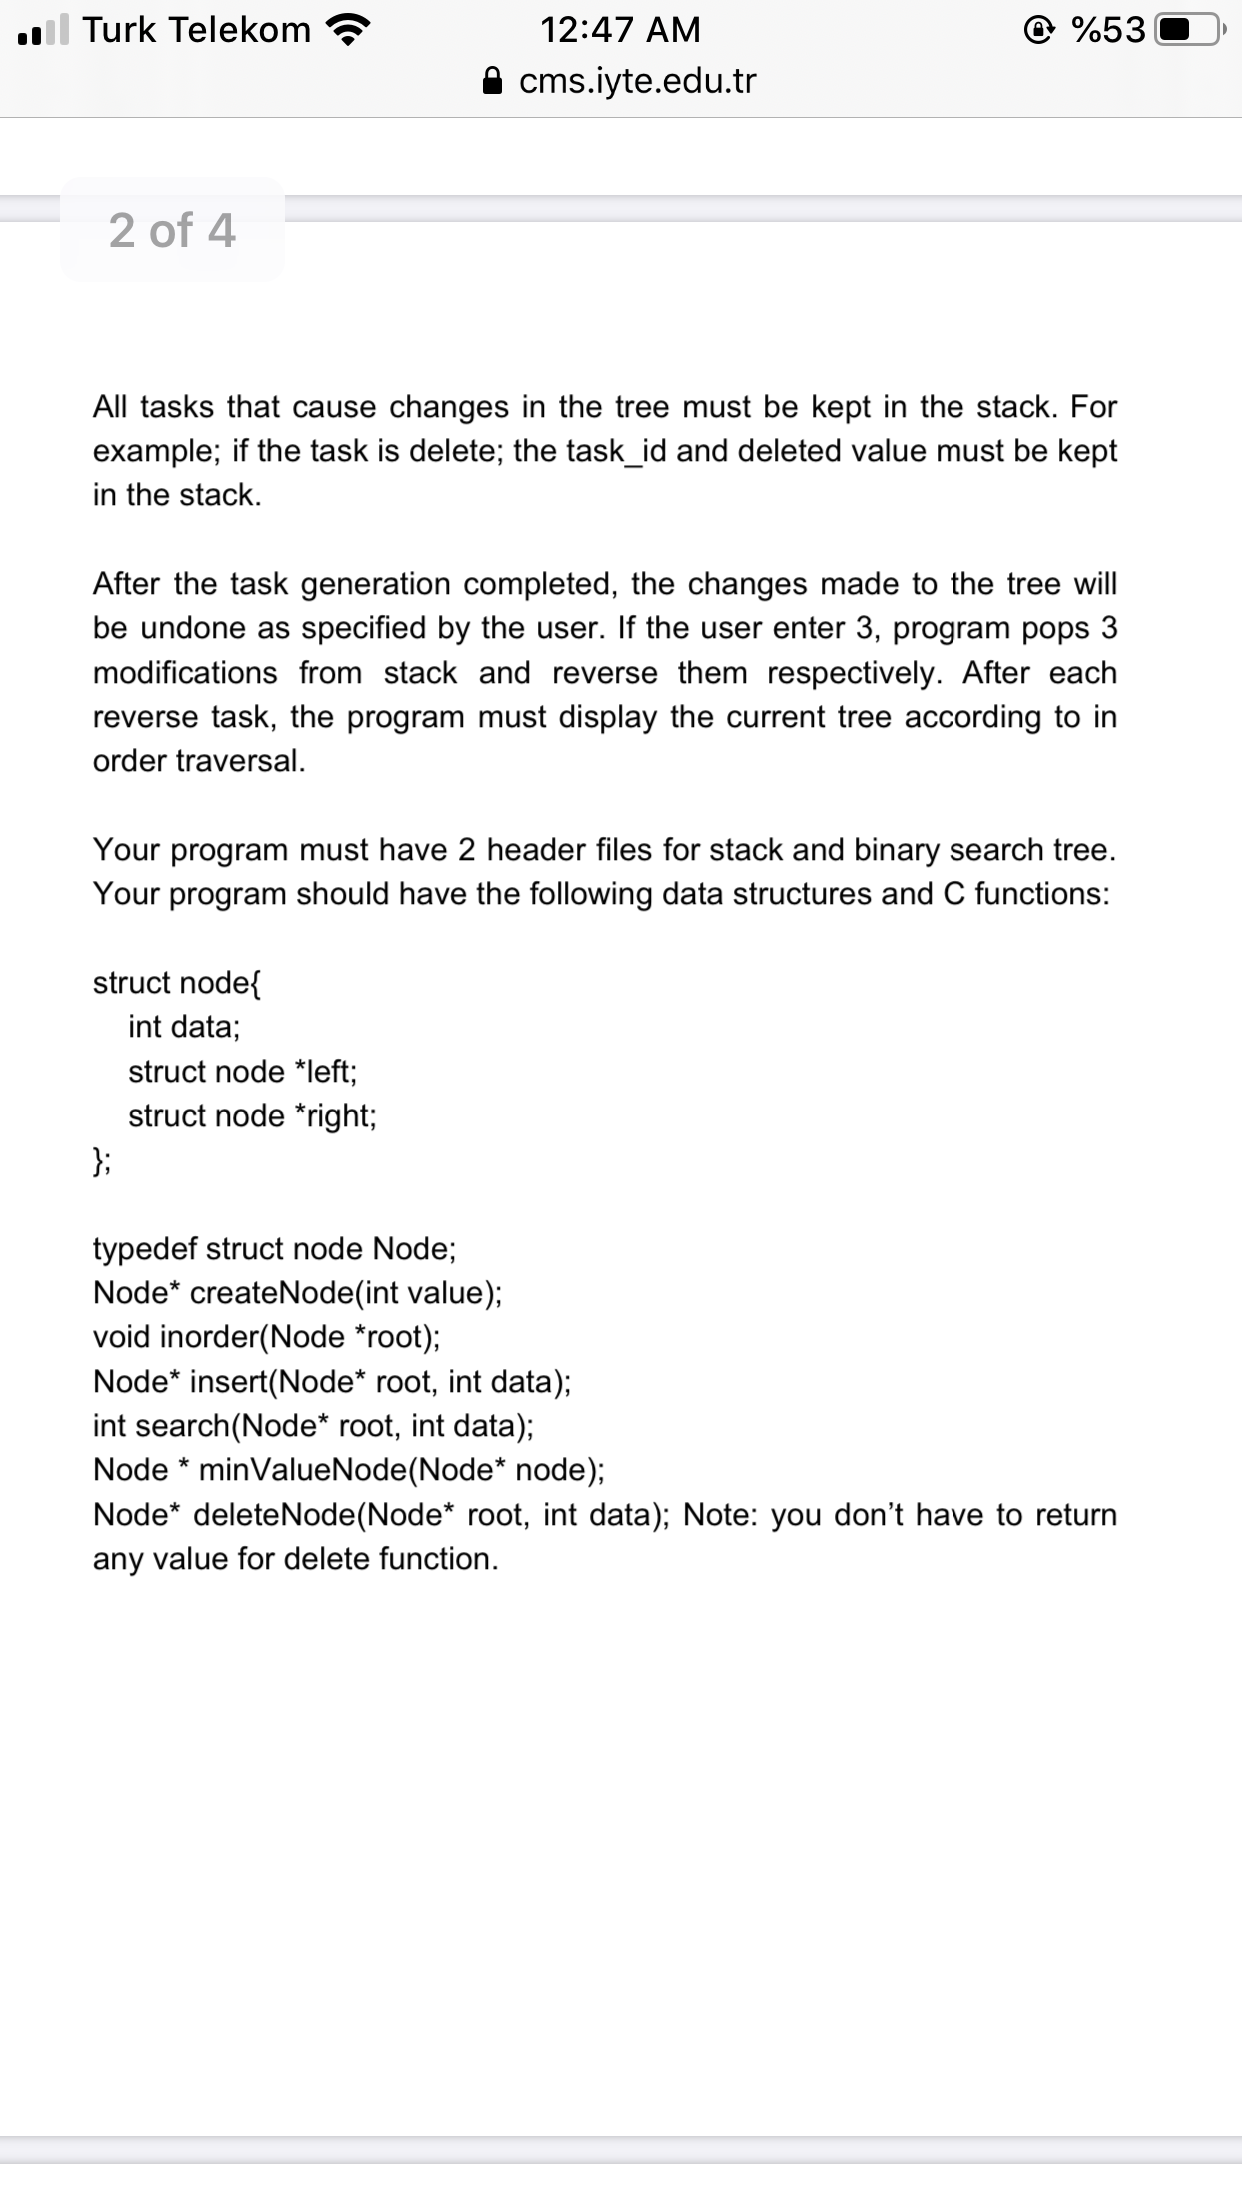 Turk Telekom 12:47 AM %53
cms.iyte.edu.tr
2 of 4
All tasks that cause changes in the tree must be kept in the stack. For
example; if the task is delete; the task_id and deleted value must be kept
in the stack.
After the task generation completed, the changes made to the tree will
be undone as specified by the user. If the user enter 3, program pops 3
modifications from stack and reverse them respectively. After each
reverse task, the program must display the current tree according to in
order traversal.
Your program must have 2 header files for stack and binary search tree.
Your program should have the following data structures and C functions:
struct node{
int data;
struct node *left;
struct node *right;
};
typedef struct node Node;
Node* createNode(int value);
void inorder(Node *root);
Node* insert(Node* root, int data);
int search(Node* root, int data);
Node * minValueNode(Node* node);
Node* deleteNode(Node* root, int data); Note: you don’t have to return
any value for delete function.